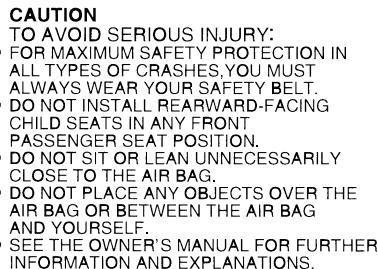 CAUTION
TO AVOID SERIOUS INJURY:
• FOR MAXIMUM SAFETY PROTECTION IN
ALL TYPES OF CRASHES,YOU MUST
ALWAYS WEAR YOUR SAFETY BELT.
• DO NOT INSTALL REARWARD-FACING
CHILD SEATS IN ANY FRONT
PASSENGER SEAT POSITION.
• DO NOT SIT OR LEAN UNNECESSARILY
CLOSE TO THE AIR BAG.
• DO NOT PLACE ANY OBJECTS OVER THE
AIR BAG OR BETWEEN THE AIR BAG
AND YOURSELF.
• SEE THE OWNER'S MANUAL FOR FURTHER
INFORMATION AND EXPLANATIONS.